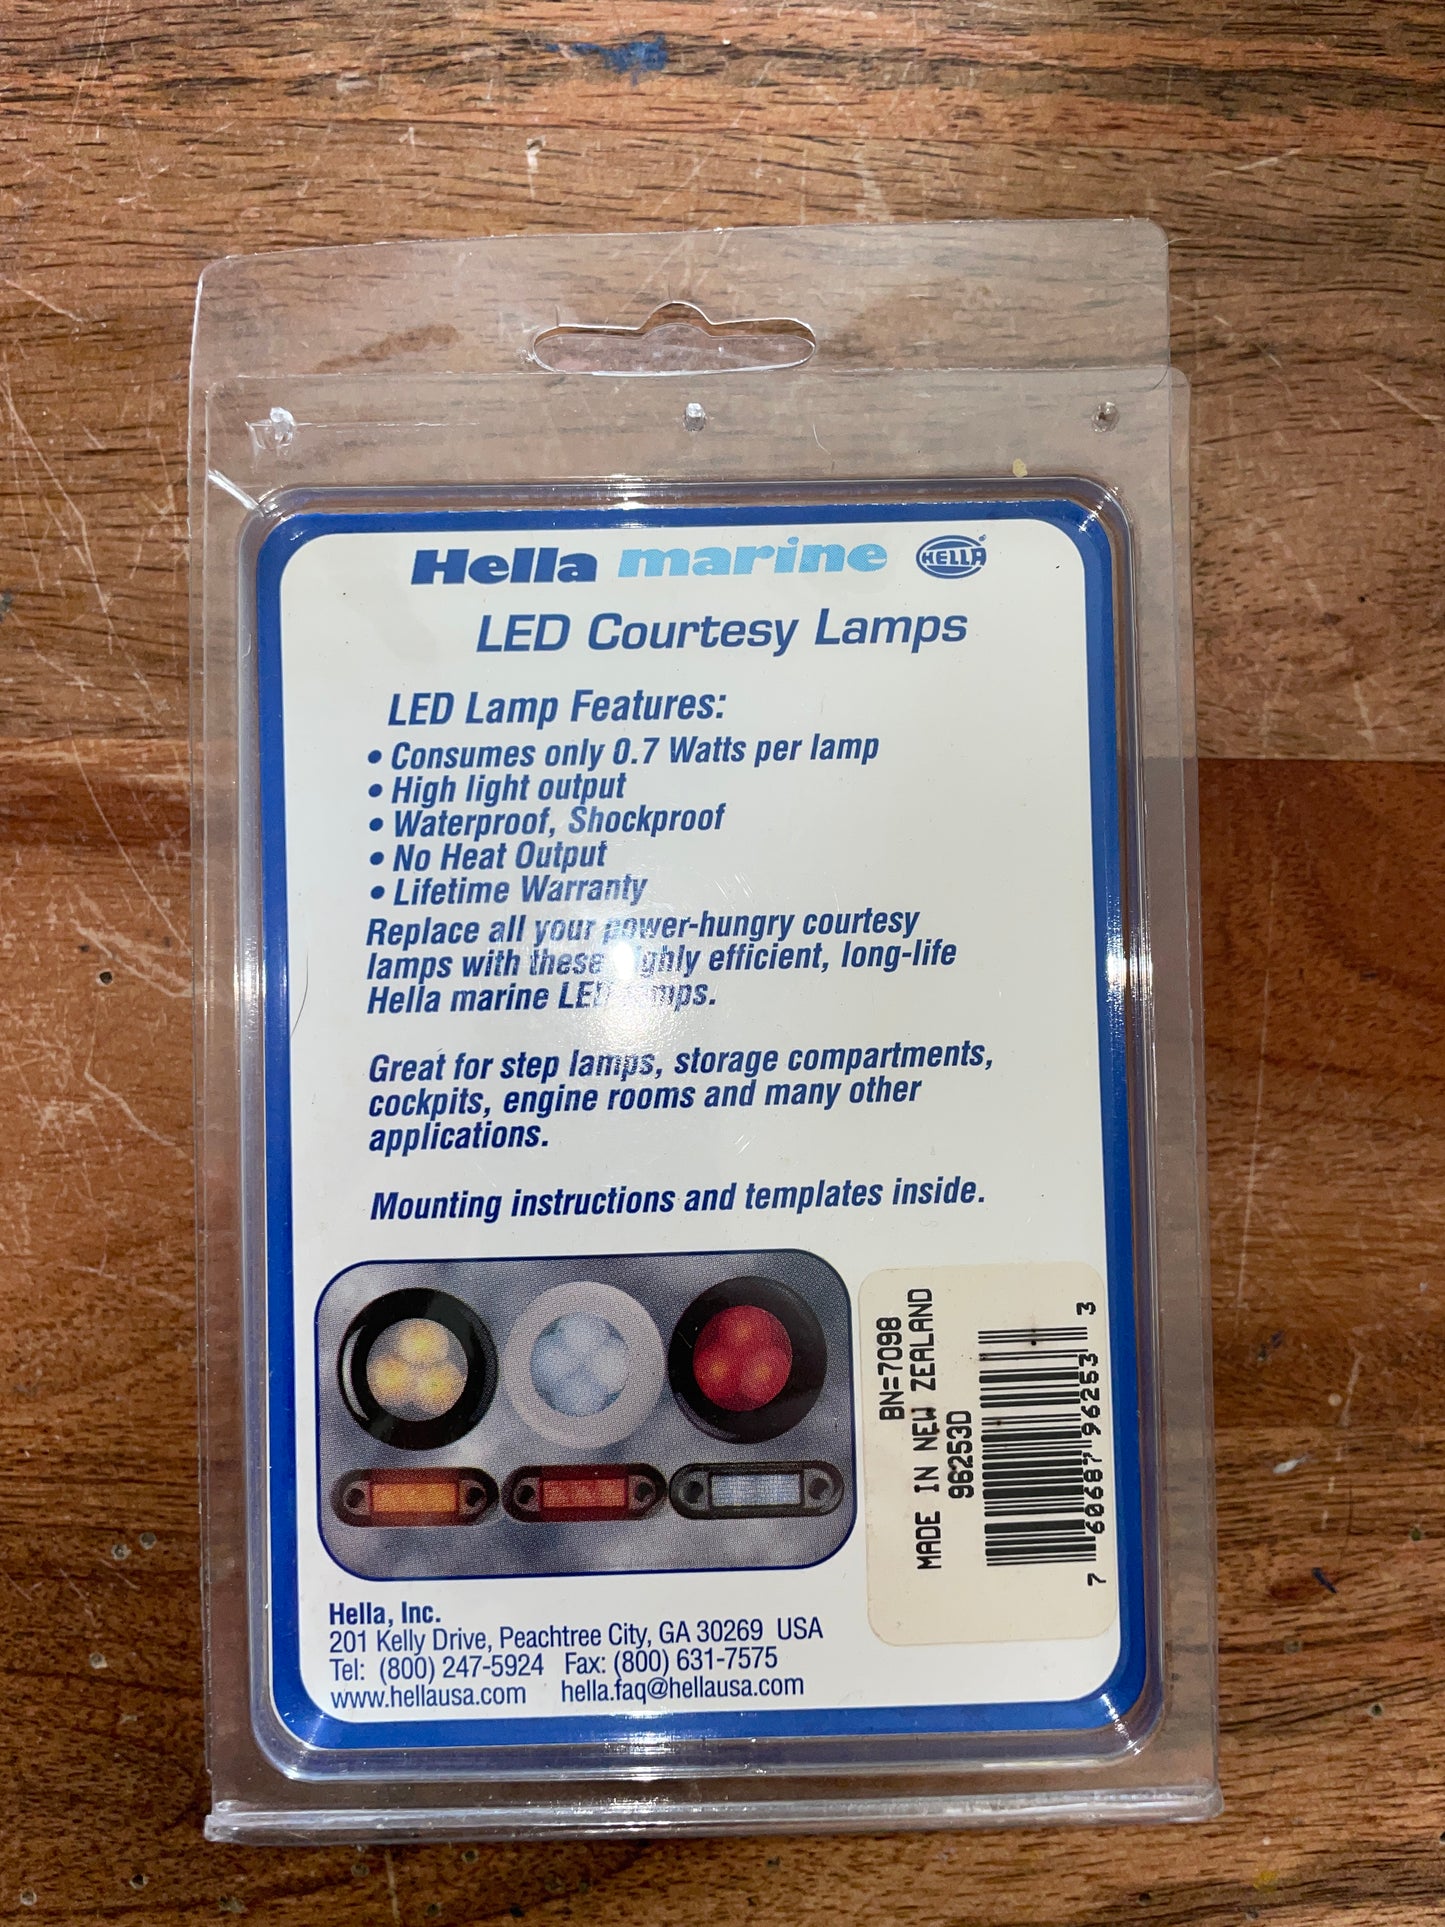 Hella marine HELLA
LED Courtesy Lamps
LED Lamp Features:
• Consumes only 0.7 Watts per lamp
• High light output
• Waterproof, Shockproof
• No Heat Output
• Lifetime Warranty
Replace all your power-hungry courtesy
lamps with these highly efficient, long-life
Hella marine LED lamps.
Great for step lamps, storage compartments,
cockpits, engine rooms and many other
applications.
Mounting instructions and templates inside.
BN=7098
MADE IN NEW ZEALAND
96253D
7 60687 96253 3
Hella, Inc.
201 Kelly Drive, Peachtree City, GA 30269 USA
Tel: (800) 247-5924 Fax: (800) 631-7575
www.hellausa.com hella.faq@hellausa.com